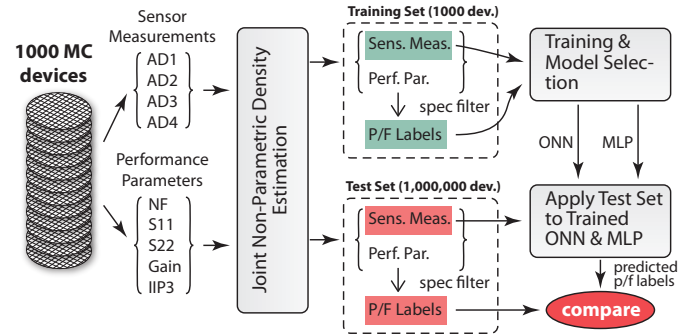 1000 MC
devices
Sensor
Measurements
AD1
AD2
AD3
AD4
Performance
Parameters
NF
S11
S22
Gain
IIP3
Joint Non-Parametric Density
Estimation
Training Set (1000 dev.)
Sens. Meas.
Perf. Par.
spec filter
P/F Labels
Test Set (1,000,000 dev.)
Sens. Meas.
Perf. Par.
spec filter
P/F Labels
Training &
Model Selec-
tion
ONN
MLP
Apply Test Set
to Trained
ONN & MLP
predicted
p/f labels
compare